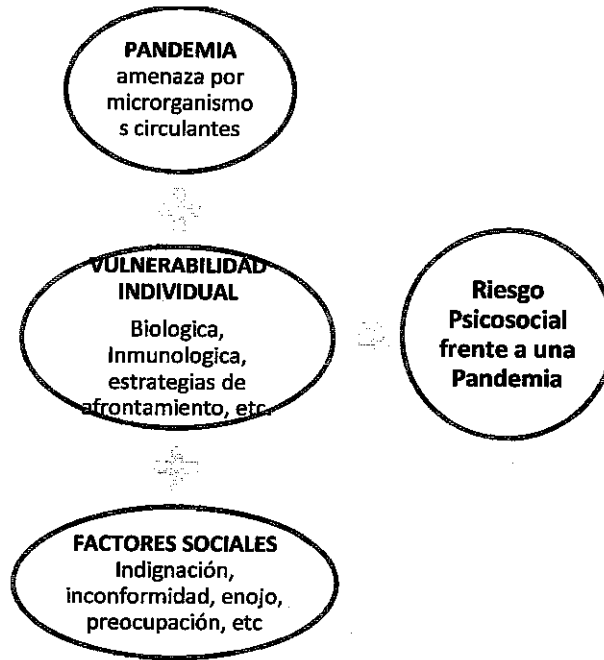 PANDEMIA
amenaza por
microrganismo
s circulantes
VULNERABILIDAD
INDIVIDUAL
Biologica,
Inmunologica,
estrategias de
afrontamiento, etc.
Riesgo
Psicosocial
frente a una
Pandemia
FACTORES SOCIALES
Indignación,
inconformidad, enojo,
preocupación, etc